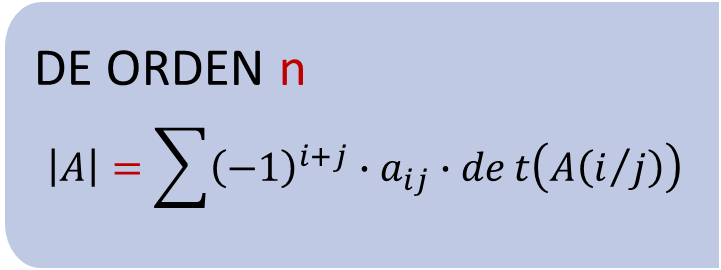 DE ORDEN n
|A| = ∑(−1)^{i+j} · a_{ij} · de t(A(i/j))